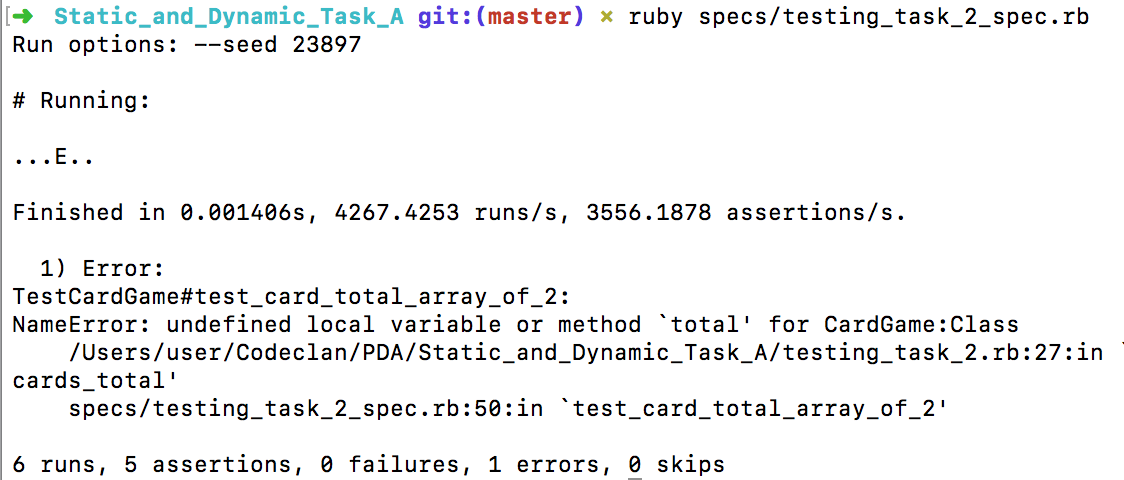 [➜  Static_and_Dynamic_Task_A git:(master) ✗ ruby specs/testing_task_2_spec.rb
Run options: --seed 23897
# Running:
...E..
Finished in 0.001406s, 4267.4253 runs/s, 3556.1878 assertions/s.
  1) Error:
TestCardGame#test_card_total_array_of_2:
NameError: undefined local variable or method `total' for CardGame:Class
    /Users/user/Codeclan/PDA/Static_and_Dynamic_Task_A/testing_task_2.rb:27:in `
cards_total'
    specs/testing_task_2_spec.rb:50:in `test_card_total_array_of_2'
6 runs, 5 assertions, 0 failures, 1 errors, 0 skips